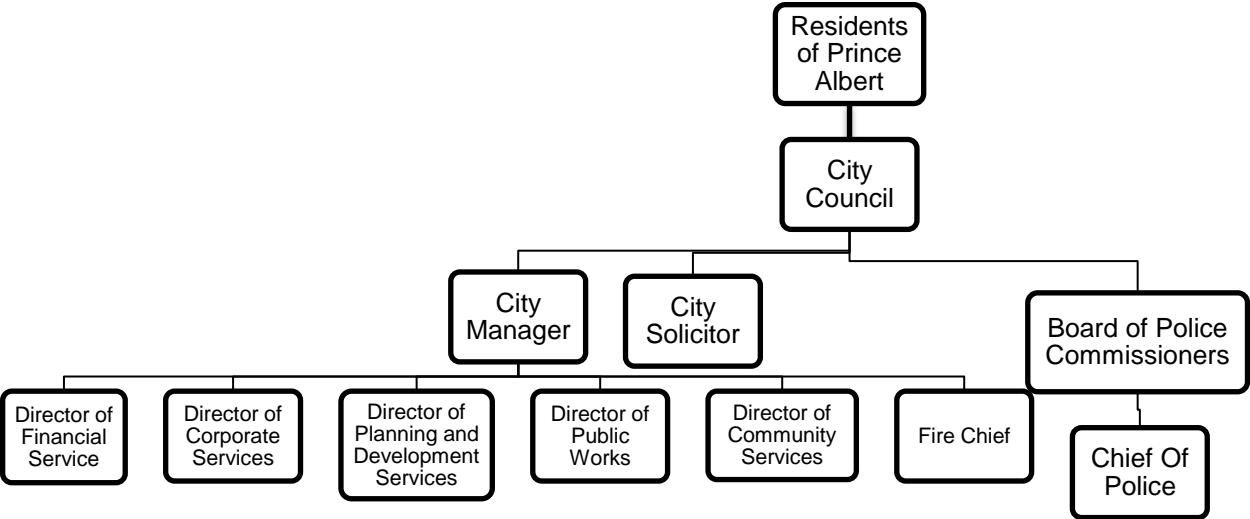 Residents
of Prince
Albert
City
Council
City
Manager
City
Solicitor
Board of Police
Commissioners
Director of
Financial
Service
Director of
Corporate
Services
Director of
Planning and
Development
Services
Director of
Public
Works
Director of
Community
Services
Fire Chief
Chief Of
Police